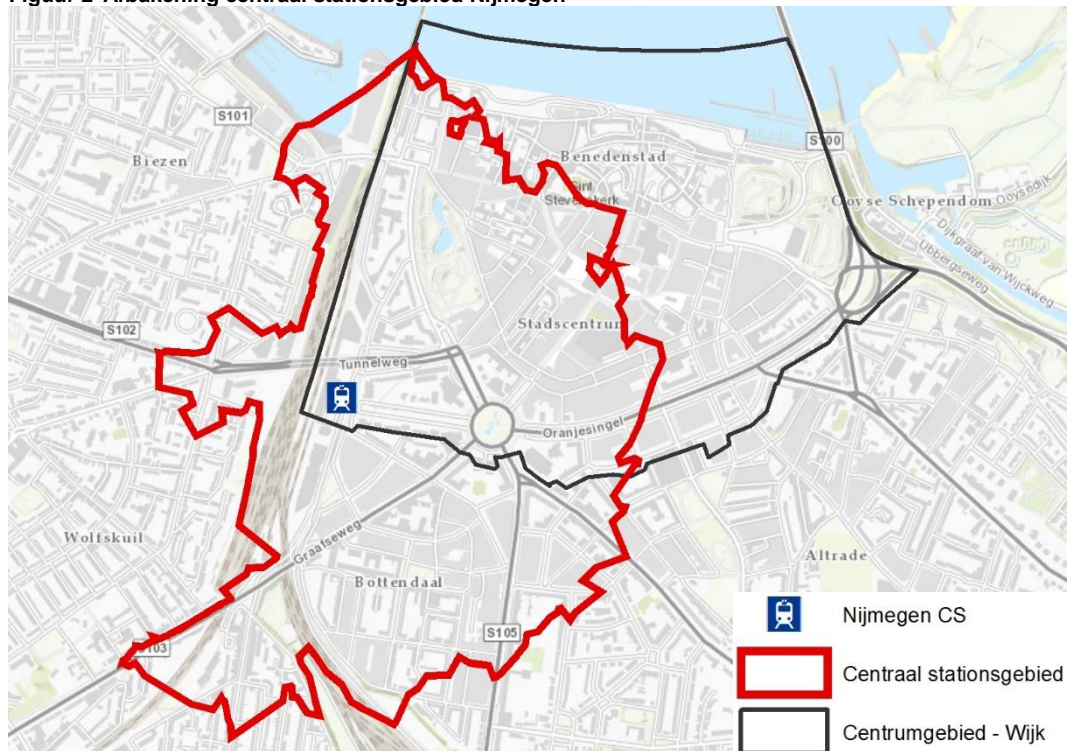 Figuur 2 Afbakening centraal stationsgebied Nijmegen
S101
Biezen
Benedenstad
S100
Sint
Stevenskerk
Ooyse Schependom
Ooysedijk
Dijkgraaf van Wijckweg
Ubbergseweg
S102
Stadscentrum
Tunnelweg
Oranjesingel
Wolfskuil
Graafseweg
Altrade
Bottendaal
S105
S103
Nijmegen CS
Centraal stationsgebied
Centrumgebied - Wijk